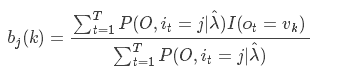 $b_j(k) = \frac{\sum_{t=1}^{T} P(O, i_t = j|\hat{\lambda}) I(o_t = v_k)}{\sum_{t=1}^{T} P(O, i_t = j|\hat{\lambda})}$